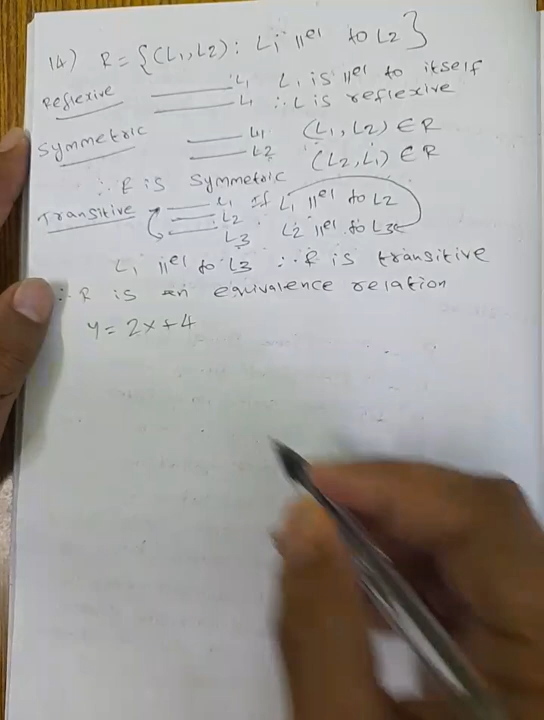 14) R = {(L1, L2) : L1 ||el to L2}
Reflexive L1 L1 is ||el to itself
L1 ∴ L is reflexive
Symmetric L1 (L1, L2) ∈ R
L2 (L2, L1) ∈ R
∴ R is symmetric
Transitive L1 If L1 ||el to L2
L2
L3 L2 ||el to L3
L1 ||el to L3 ∴ R is transitive
∴ R is an equivalence relation
y = 2x + 4